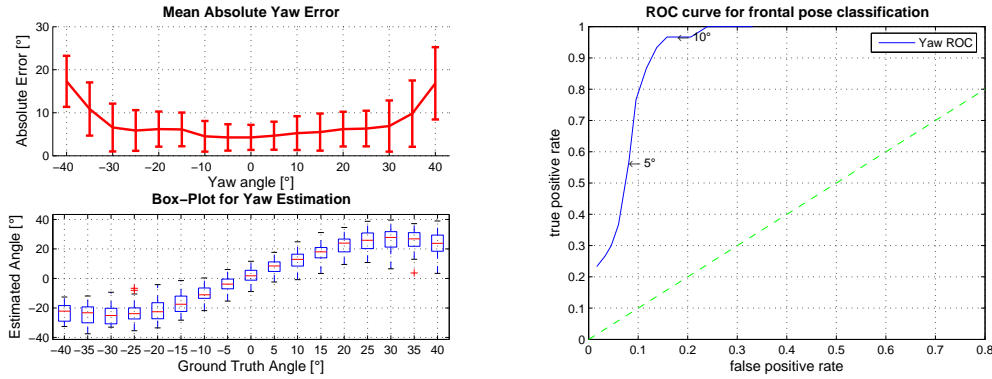 Mean Absolute Yaw Error
Absolute Error [°]
30
20
10
0
−40 −30 −20 −10 0 10 20 30 40
Yaw angle [°]
Box−Plot for Yaw Estimation
Estimated Angle [°]
40
20
0
−20
−40
−40 −35 −30 −25 −20 −15 −10 −5 0 5 10 15 20 25 30 35 40
Ground Truth Angle [°]
ROC curve for frontal pose classification
true positive rate
1
0.9
0.8
0.7
0.6
0.5
0.4
0.3
0.2
0.1
0
0 0.1 0.2 0.3 0.4 0.5 0.6 0.7 0.8
false positive rate
Yaw ROC
←10°
←5°